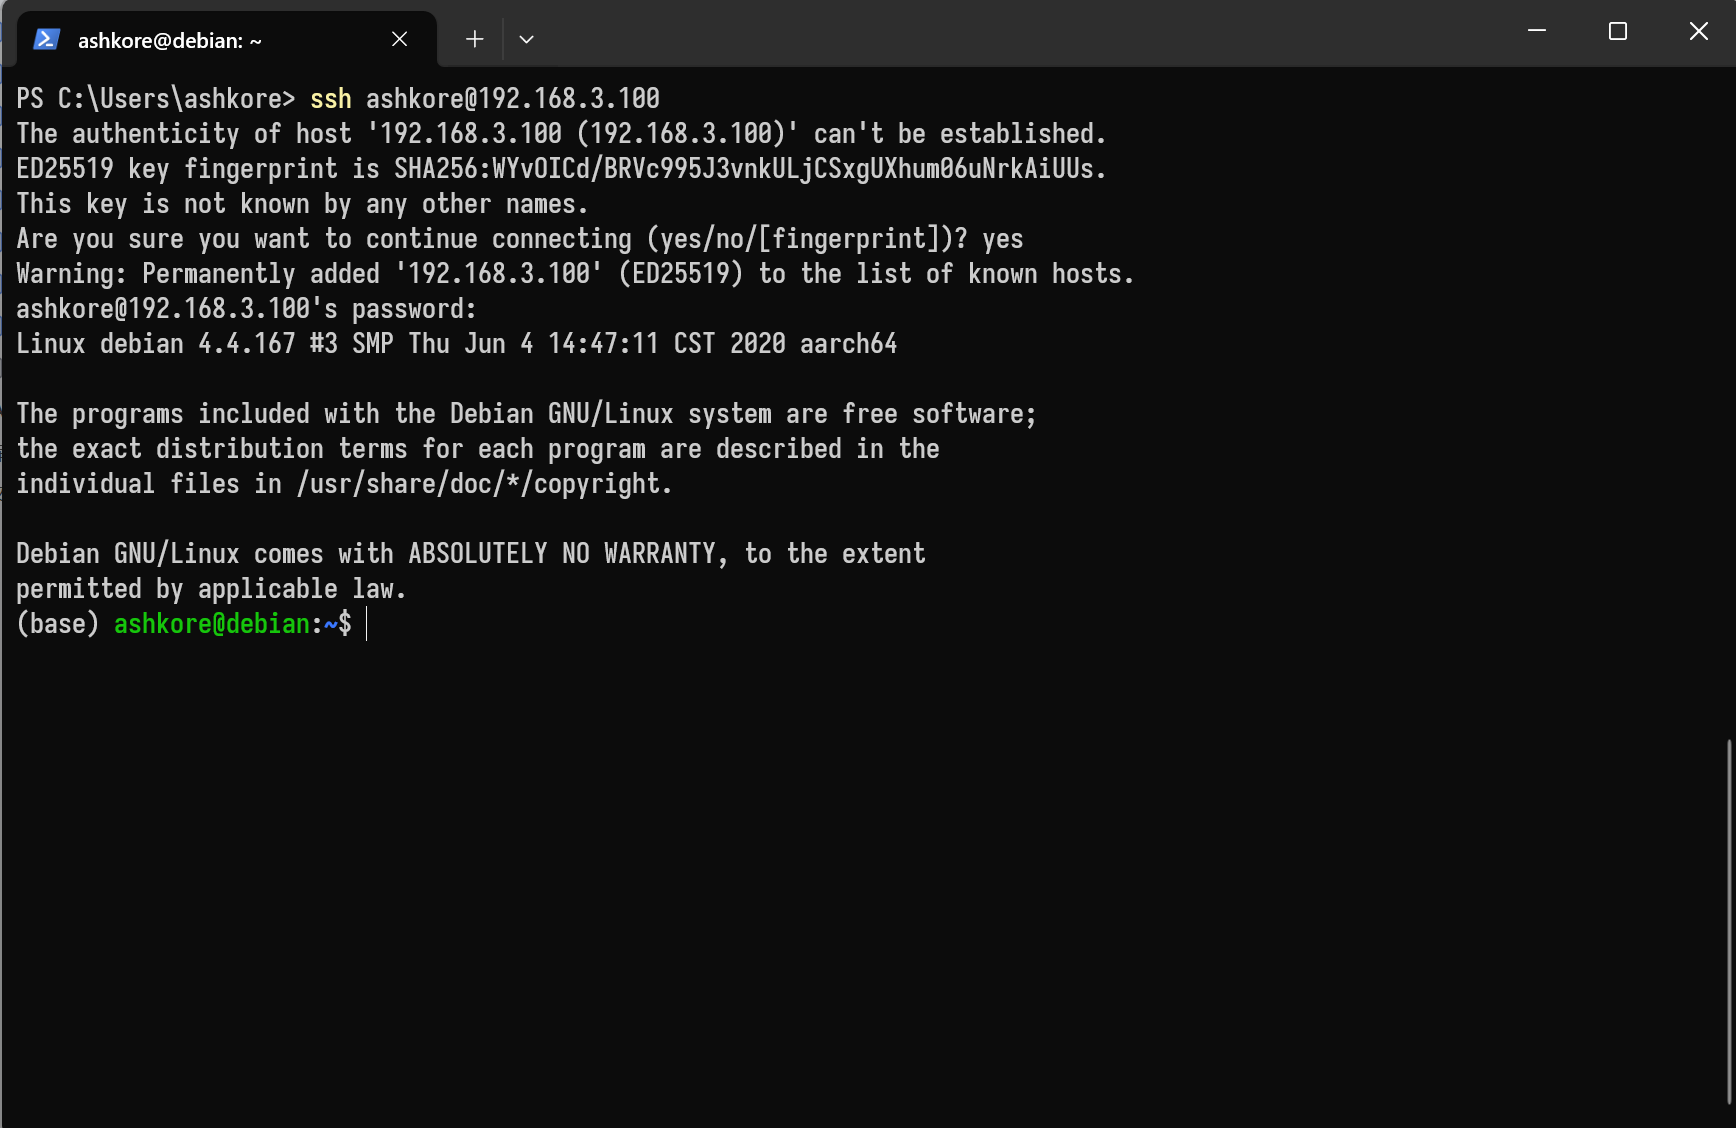 ashkore@debian: ~
PS C:\Users\ashkore> ssh ashkore@192.168.3.100
The authenticity of host '192.168.3.100 (192.168.3.100)' can't be established.
ED25519 key fingerprint is SHA256:WYvOICd/BRVc995J3vnkULjCSxgUXhum06uNrkAiUUs.
This key is not known by any other names.
Are you sure you want to continue connecting (yes/no/[fingerprint])? yes
Warning: Permanently added '192.168.3.100' (ED25519) to the list of known hosts.
ashkore@192.168.3.100's password:
Linux debian 4.4.167 #3 SMP Thu Jun 4 14:47:11 CST 2020 aarch64
The programs included with the Debian GNU/Linux system are free software;
the exact distribution terms for each program are described in the
individual files in /usr/share/doc/*/copyright.
Debian GNU/Linux comes with ABSOLUTELY NO WARRANTY, to the extent
permitted by applicable law.
(base) ashkore@debian:~$